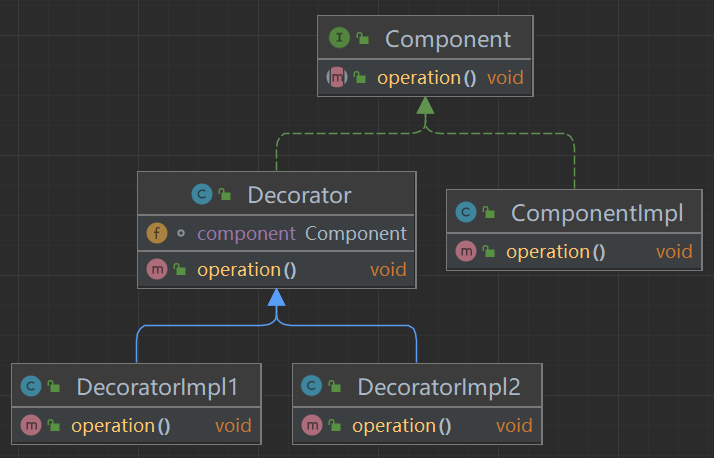 I Component
m operation() void
C Decorator
f component Component
m operation() void
C ComponentImpl
m operation() void
C DecoratorImpl1
m operation() void
C DecoratorImpl2
m operation() void